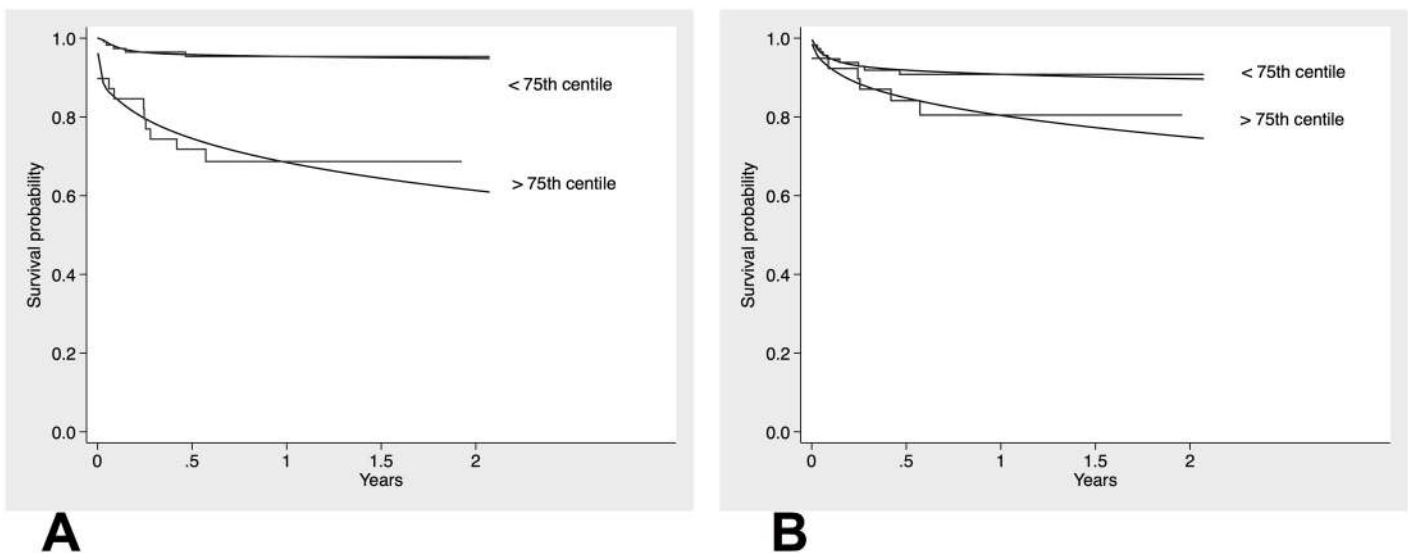 1.0
0.8
0.6
0.4
0.2
0.0
Survival probability
0 .5 1 1.5 2
Years
< 75th centile
> 75th centile
A
1.0
0.8
0.6
0.4
0.2
0.0
Survival probability
0 .5 1 1.5 2
Years
< 75th centile
> 75th centile
B